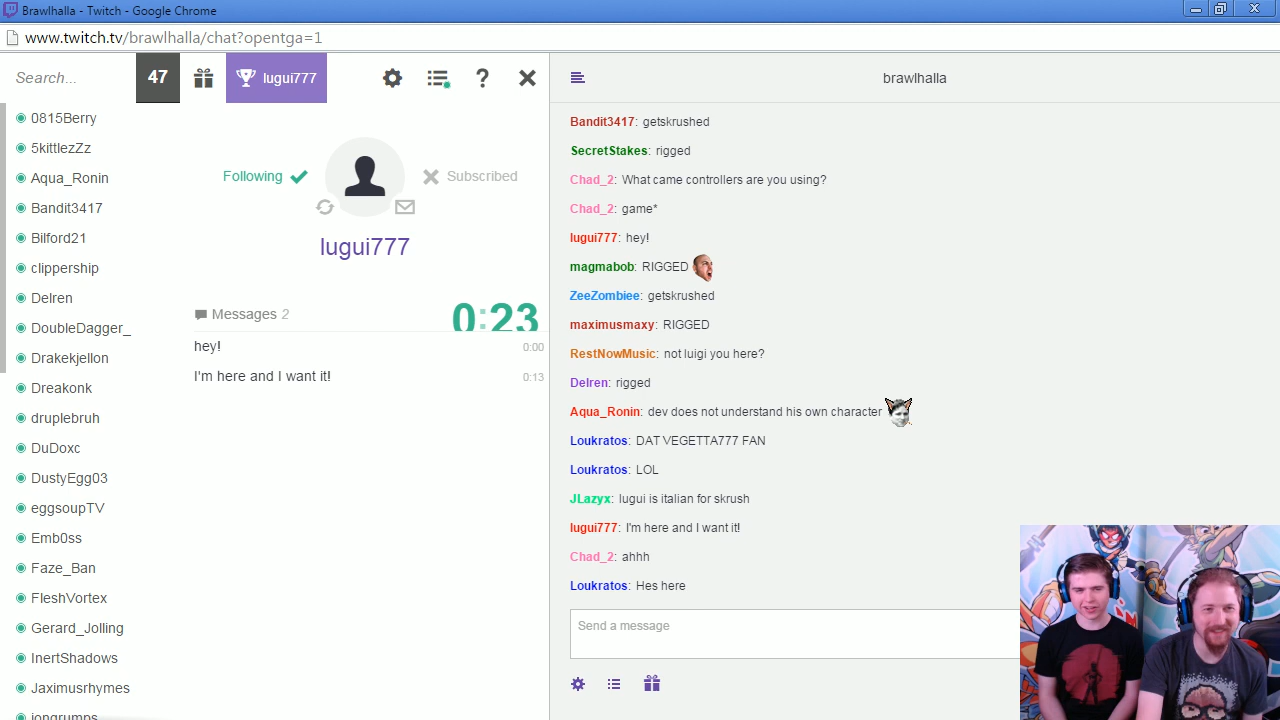 Brawlhalla - Twitch - Google Chrome
www.twitch.tv/brawlhalla/chat?opentga=1
Search...
47
lugui777
?
0815Berry
5kittlezZz
Aqua_Ronin
Bandit3417
Bilford21
clippership
Delren
DoubleDagger_
Drakekjellon
Dreakonk
druplebruh
DuDoxc
DustyEgg03
eggsoupTV
Emb0ss
Faze_Ban
FleshVortex
Gerard_Jolling
InertShadows
Jaximusrhymes
jongrumps
Following
Subscribed
lugui777
Messages 2
0:23
hey! 0:00
I'm here and I want it! 0:13
brawlhalla
Bandit3417: getskrushed
SecretStakes: rigged
Chad_2: What came controllers are you using?
Chad_2: game*
lugui777: hey!
magmabob: RIGGED
ZeeZombiee: getskrushed
maximusmaxy: RIGGED
RestNowMusic: not luigi you here?
Delren: rigged
Aqua_Ronin: dev does not understand his own character
Loukratos: DAT VEGETTA777 FAN
Loukratos: LOL
JLazyx: lugui is italian for skrush
lugui777: I'm here and I want it!
Chad_2: ahhh
Loukratos: Hes here
Send a message